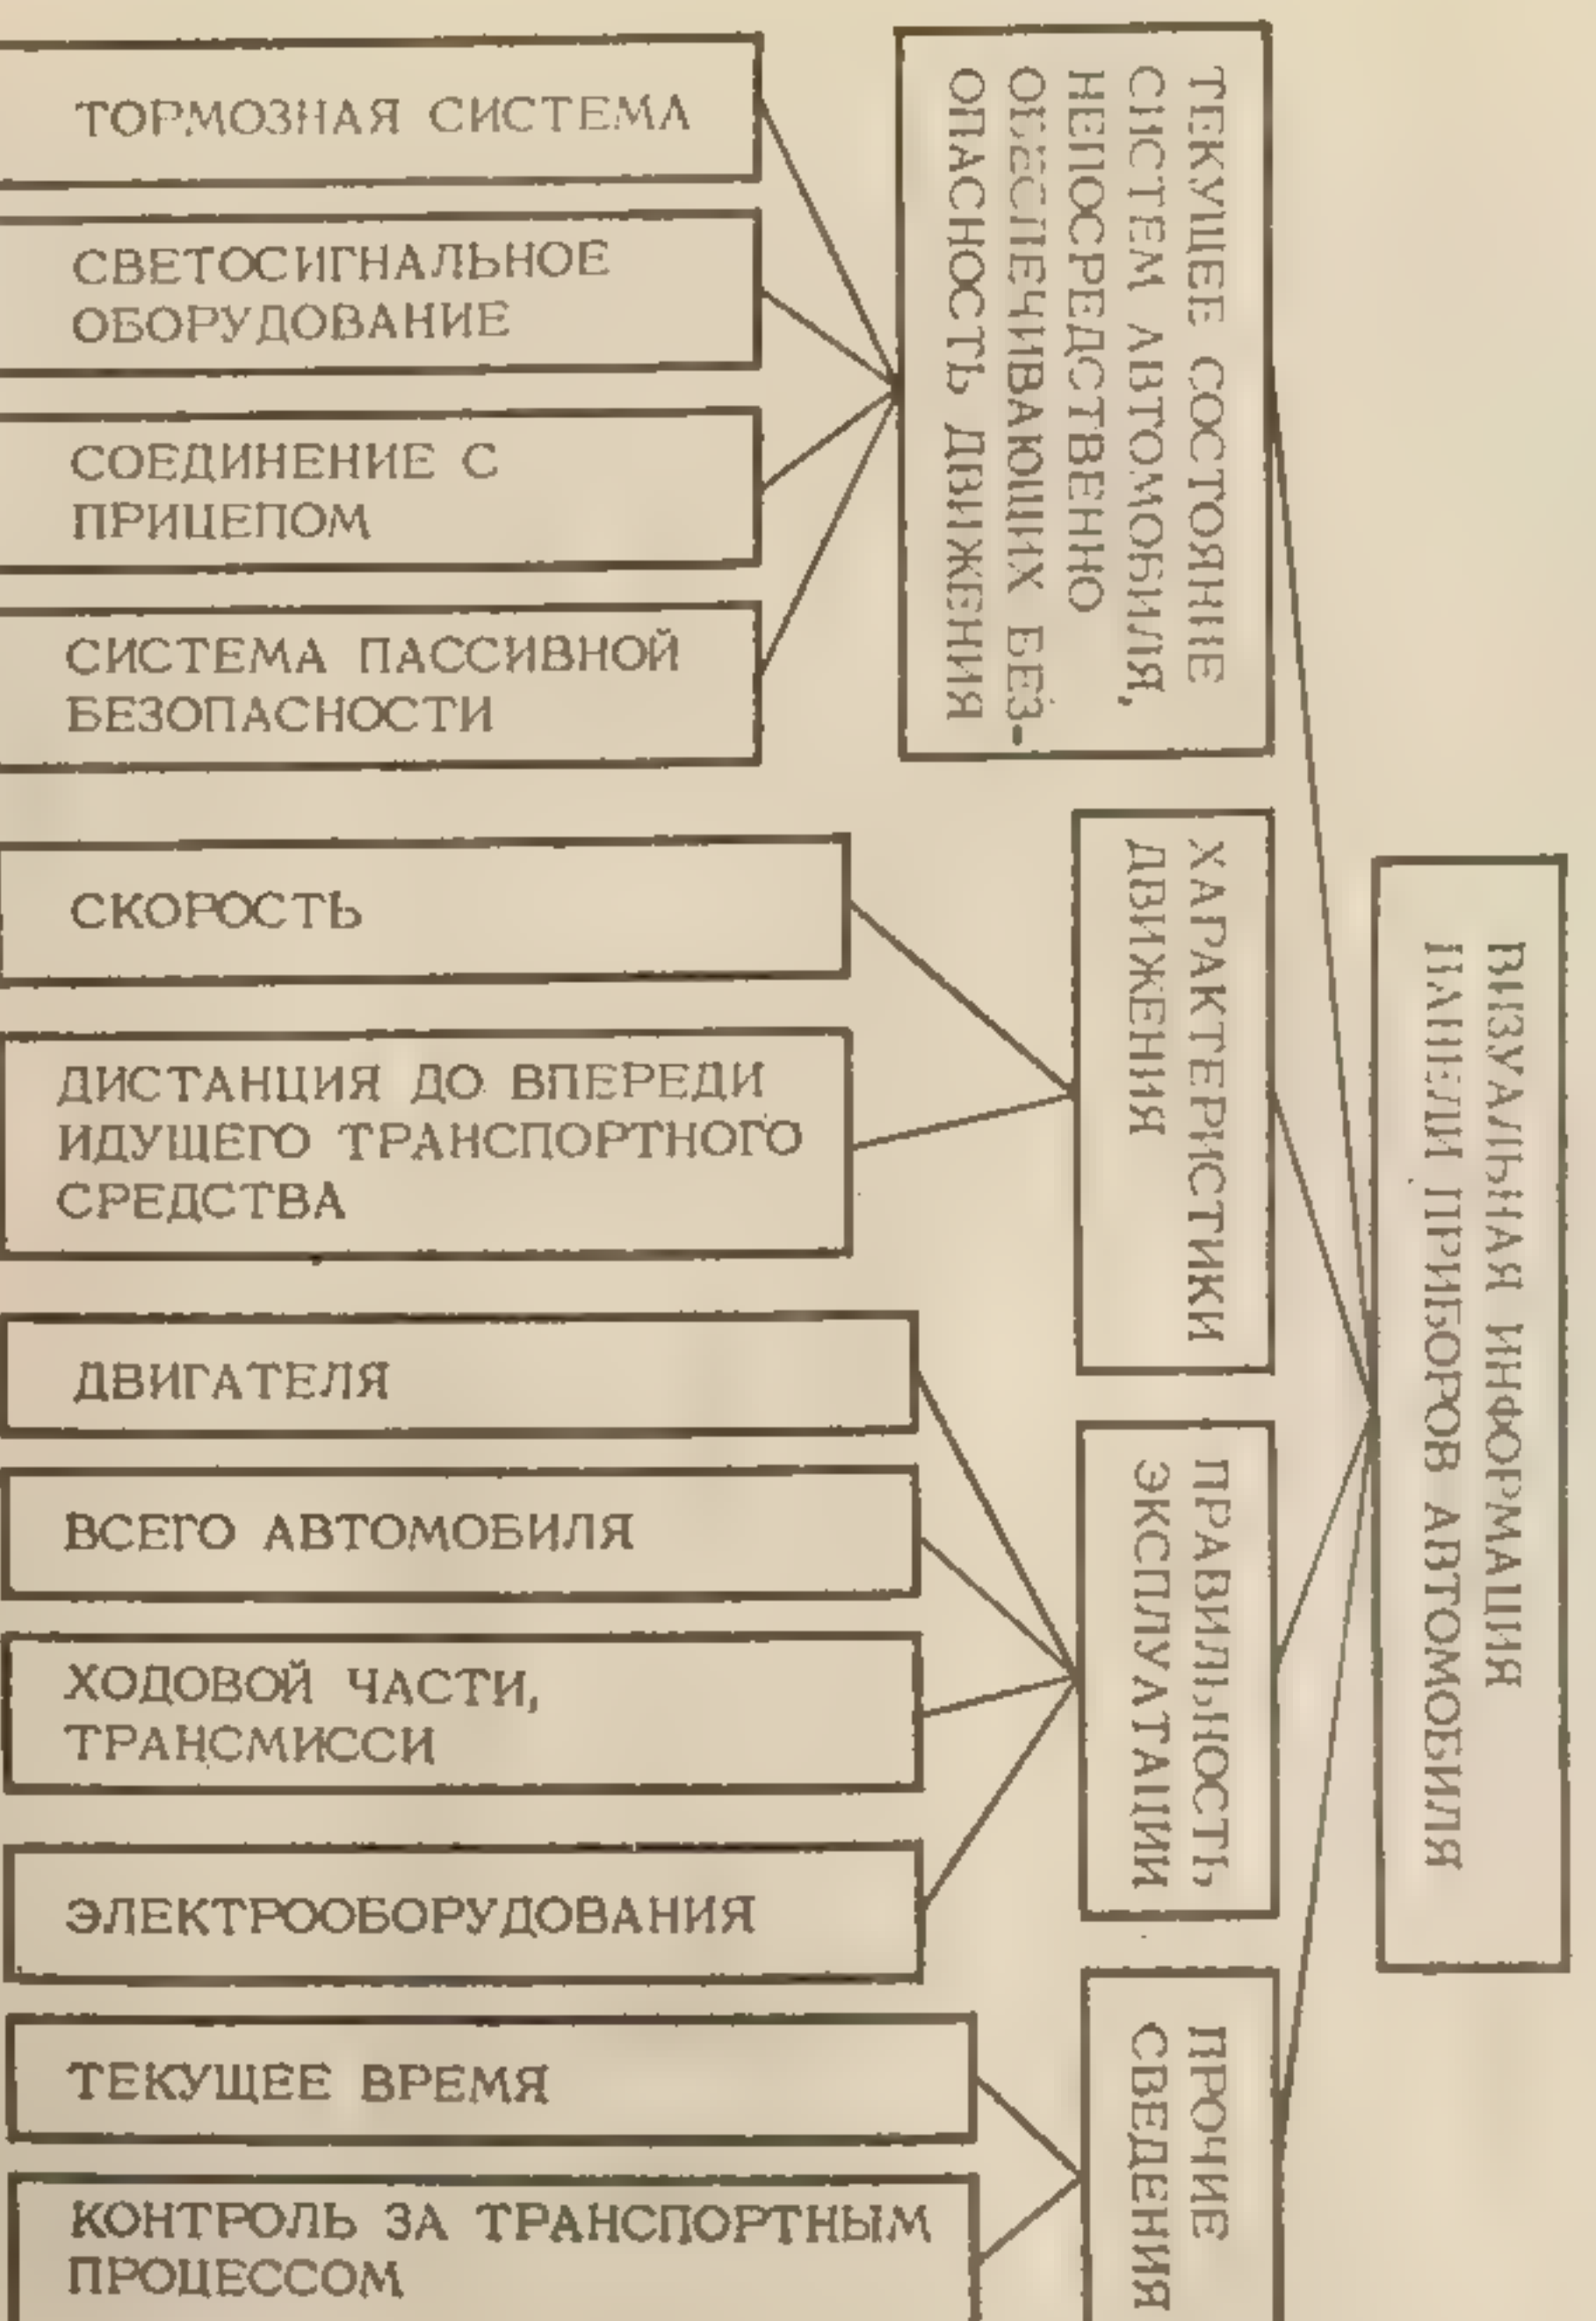 ТОРМОЗНАЯ СИСТЕМА
СВЕТОСИГНАЛЬНОЕ
ОБОРУДОВАНИЕ
СОЕДИНЕНИЕ С
ПРИЦЕПОМ
СИСТЕМА ПАССИВНОЙ
БЕЗОПАСНОСТИ
ТЕКУЩЕЕ СОСТОЯНИЕ
СИСТЕМ АВТОМОБИЛЯ,
НЕПОСРЕДСТВЕННО
ОБЕСПЕЧИВАЮЩИХ БЕЗ-
ОПАСНОСТЬ ДВИЖЕНИЯ
СКОРОСТЬ
ДИСТАНЦИЯ ДО ВПЕРЕДИ
ИДУЩЕГО ТРАНСПОРТНОГО
СРЕДСТВА
ХАРАКТЕРИСТИКИ
ДВИЖЕНИЯ
ДВИГАТЕЛЯ
ВСЕГО АВТОМОБИЛЯ
ХОДОВОЙ ЧАСТИ,
ТРАНСМИССИ
ЭЛЕКТРООБОРУДОВАНИЯ
ПРАВИЛЬНОСТЬ
ЭКСПЛУАТАЦИИ
ТЕКУЩЕЕ ВРЕМЯ
КОНТРОЛЬ ЗА ТРАНСПОРТНЫМ
ПРОЦЕССОМ
ПРОЧИЕ
СВЕДЕНИЯ
ВИЗУАЛЬНАЯ ИНФОРМАЦИЯ
ПАНЕЛИ ПРИБОРОВ АВТОМОБИЛЯ